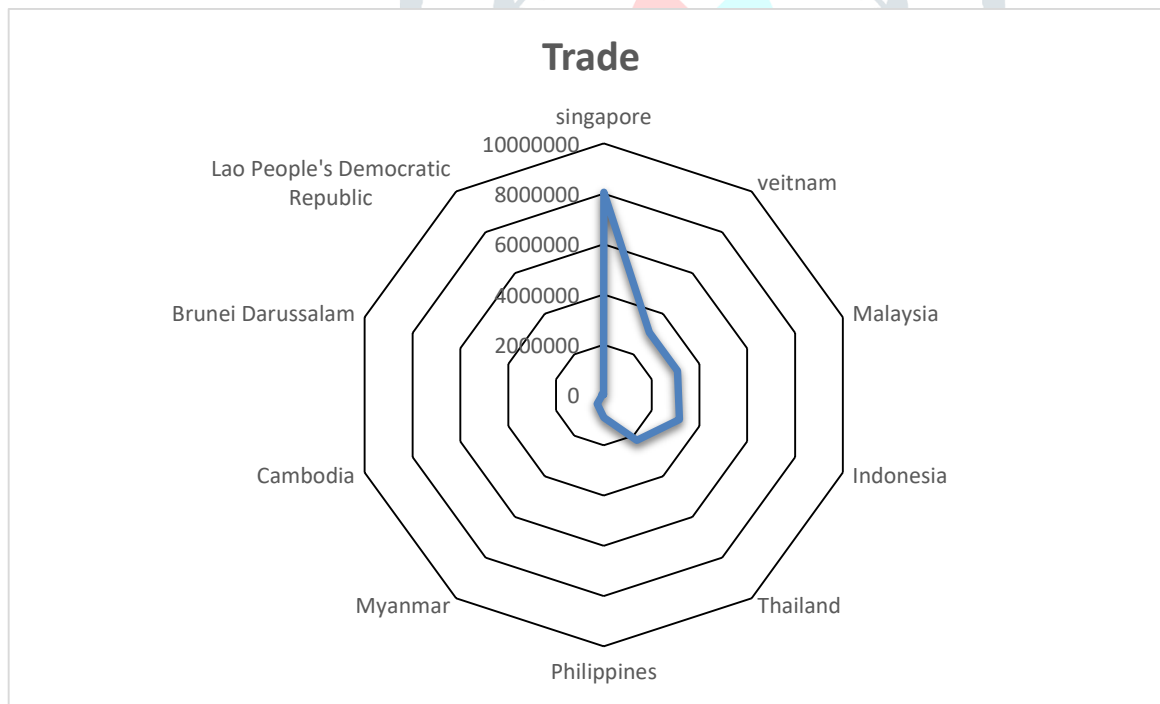 Trade
singapore
10000000
8000000
6000000
4000000
2000000
0
veitnam
Malaysia
Indonesia
Thailand
Philippines
Myanmar
Cambodia
Brunei Darussalam
Lao People's Democratic
Republic